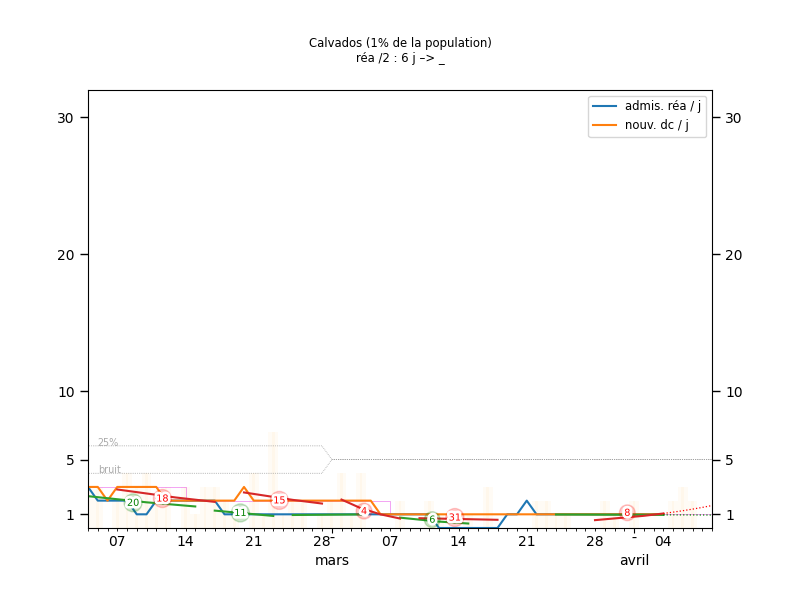 Calvados (1% de la population)
réa /2 : 6 j –> _
admis. réa / j
nouv. dc / j
30 30
20 20
10 10
5 5
1 1
25%
bruit
20 18 11 15 4 6 31 8
07 14 21 28 07 14 21 28 04
mars avril